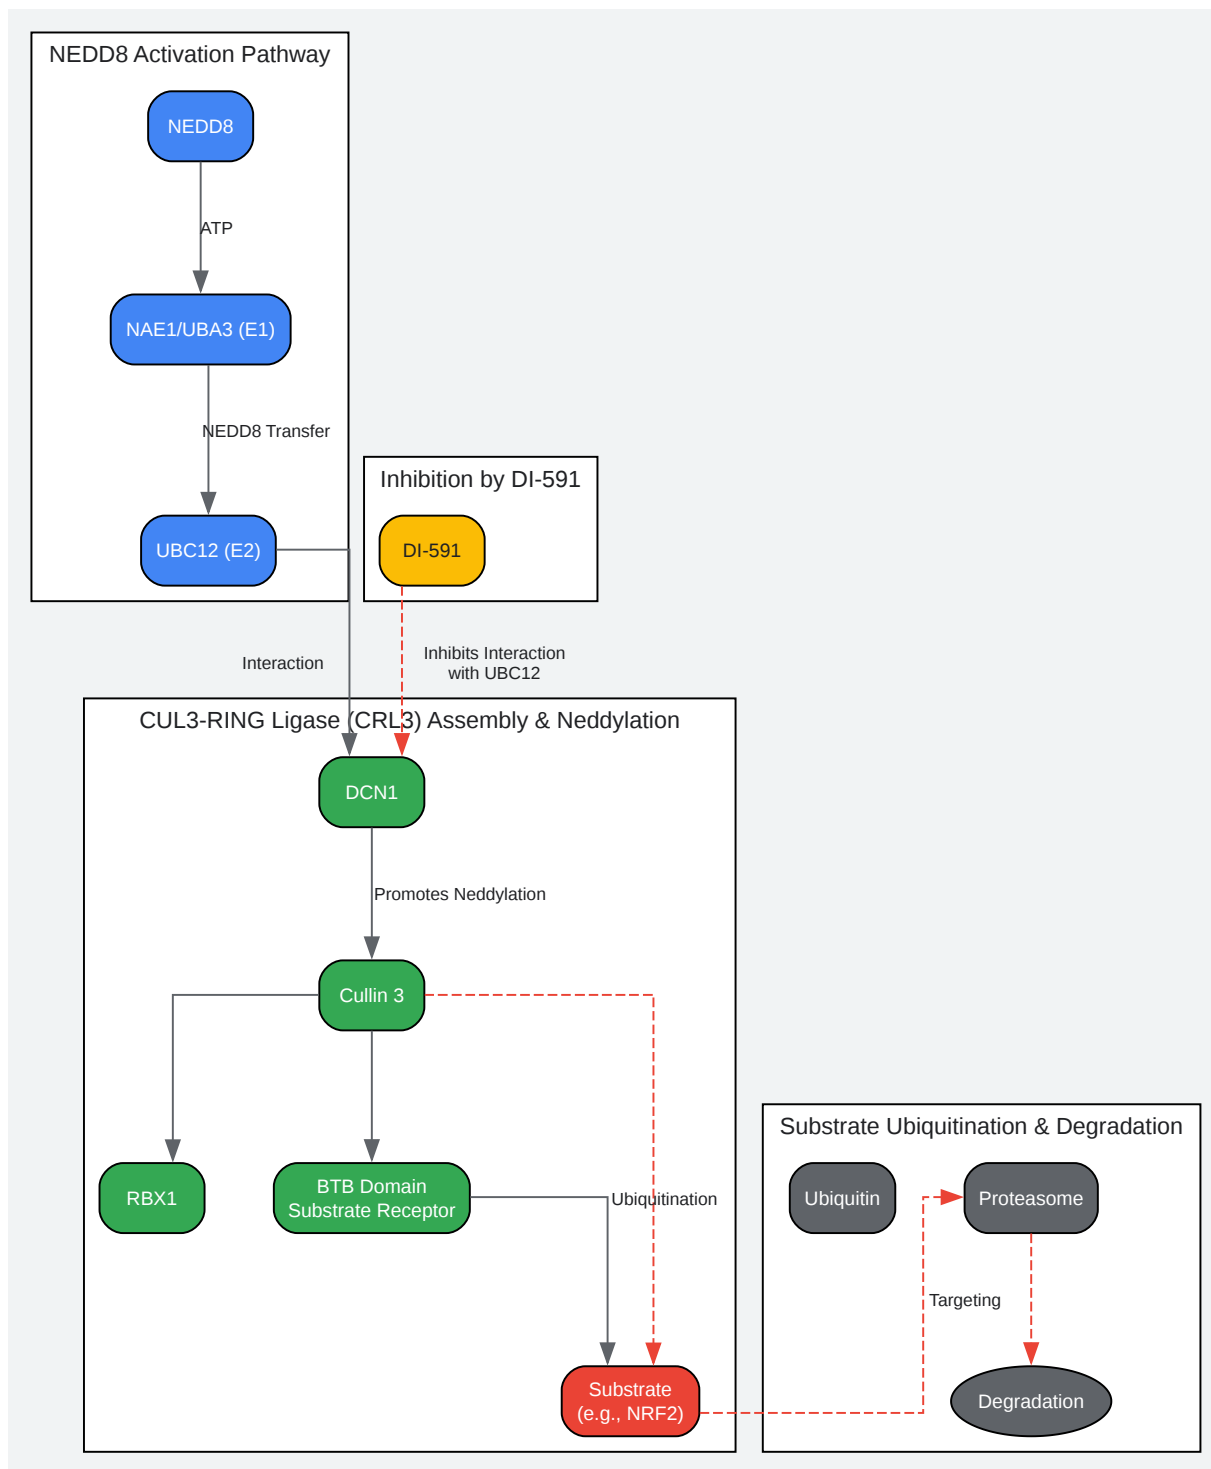 NEDD8 Activation Pathway
NEDD8
ATP
NAE1/UBA3 (E1)
NEDD8 Transfer
UBC12 (E2)
Inhibition by DI-591
DI-591
Interaction
Inhibits Interaction
with UBC12
CUL3-RING Ligase (CRL3) Assembly & Neddylation
DCN1
Promotes Neddylation
Cullin 3
RBX1
BTB Domain
Substrate Receptor
Ubiquitination
Substrate
(e.g., NRF2)
Substrate Ubiquitination & Degradation
Ubiquitin
Proteasome
Targeting
Degradation